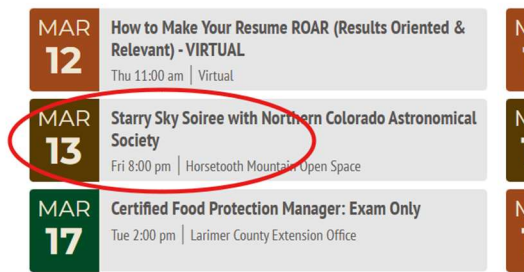 MAR
12
How to Make Your Resume ROAR (Results Oriented &
Relevant) - VIRTUAL
Thu 11:00 am | Virtual
MAR
13
Starry Sky Soiree with Northern Colorado Astronomical
Society
Fri 8:00 pm | Horsetooth Mountain Open Space
MAR
17
Certified Food Protection Manager: Exam Only
Tue 2:00 pm | Larimer County Extension Office